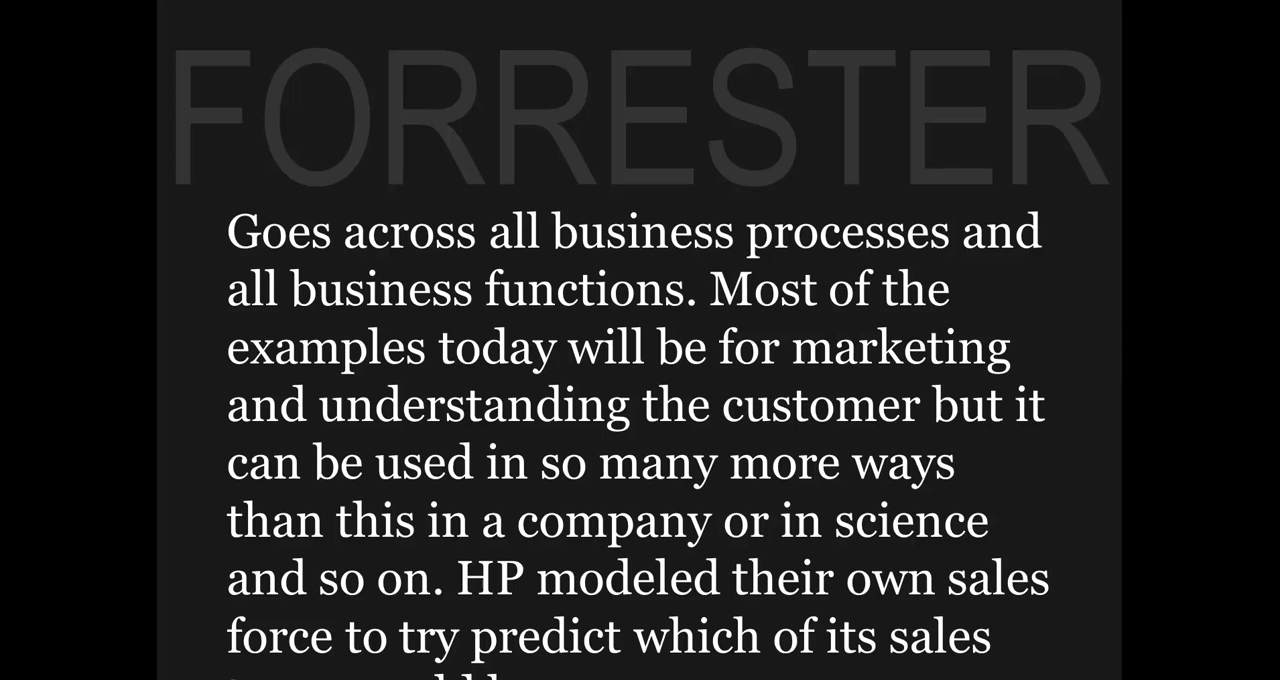 FORRESTER
Goes across all business processes and
all business functions. Most of the
examples today will be for marketing
and understanding the customer but it
can be used in so many more ways
than this in a company or in science
and so on. HP modeled their own sales
force to try predict which of its sales